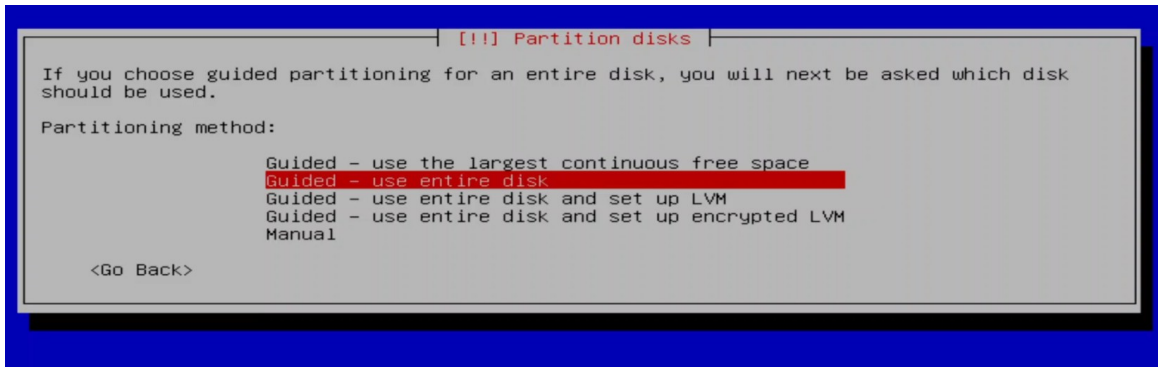 [!!] Partition disks
If you choose guided partitioning for an entire disk, you will next be asked which disk
should be used.
Partitioning method:
Guided - use the largest continuous free space
Guided - use entire disk
Guided - use entire disk and set up LVM
Guided - use entire disk and set up encrypted LVM
Manual
<Go Back>